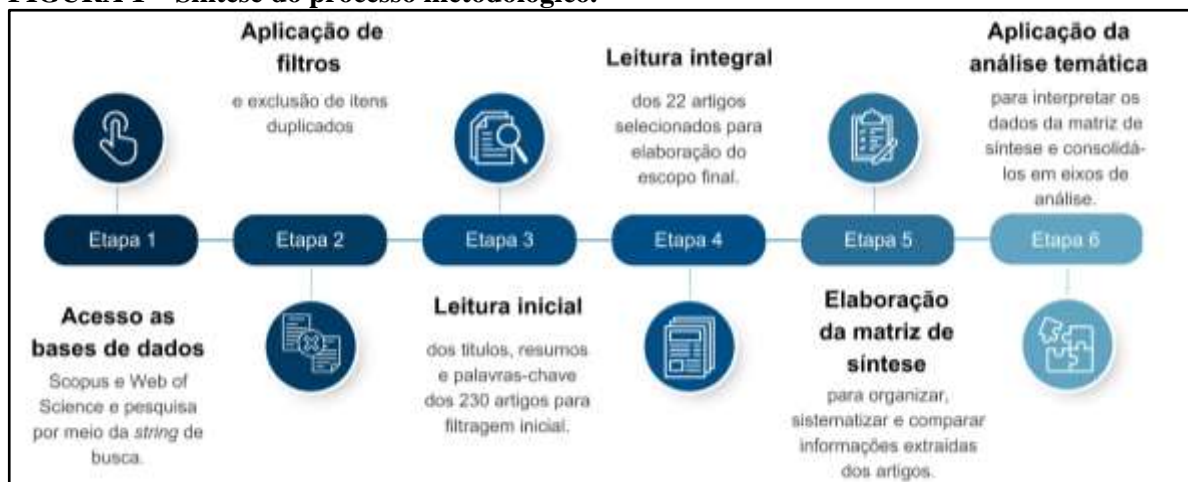 FIGURA 1 – Síntese do processo metodológico.
Aplicação de
filtros
e exclusão de itens
duplicados
Leitura integral
dos 22 artigos
selecionados para
elaboração do
escopo final.
Aplicação da
análise temática
para interpretar os
dados da matriz de
síntese e consolidá-
los em eixos de
análise.
Etapa 1
Etapa 2
Etapa 3
Etapa 4
Etapa 5
Etapa 6
Acesso as
bases de dados
Scopus e Web of
Science e pesquisa
por meio da string de
busca.
Leitura inicial
dos títulos, resumos
e palavras-chave
dos 230 artigos para
filtragem inicial.
Elaboração
da matriz de
síntese
para organizar,
sistematizar e comparar
informações extraídas
dos artigos.